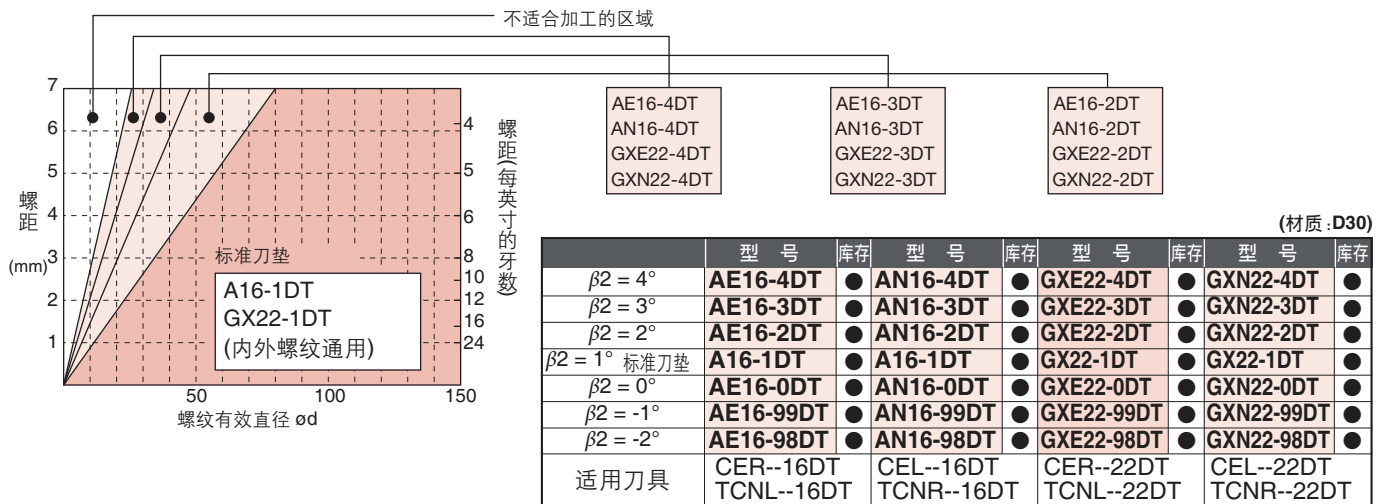 不适合加工的区域
AE16-4DT
AN16-4DT
GXE22-4DT
GXN22-4DT
AE16-3DT
AN16-3DT
GXE22-3DT
GXN22-3DT
AE16-2DT
AN16-2DT
GXE22-2DT
GXN22-2DT
螺距
(mm)
7
6
5
4
3
2
1
50
100
150
螺纹有效直径 ød
标准刀垫
A16-1DT
GX22-1DT
(内外螺纹通用)
4
5
6
8
10
12
16
24
螺距(每英寸的牙数)
(材质:D30)
型 号 库存 型 号 库存 型 号 库存 型 号 库存
β2 = 4° AE16-4DT ● AN16-4DT ● GXE22-4DT ● GXN22-4DT ●
β2 = 3° AE16-3DT ● AN16-3DT ● GXE22-3DT ● GXN22-3DT ●
β2 = 2° AE16-2DT ● AN16-2DT ● GXE22-2DT ● GXN22-2DT ●
β2 = 1° 标准刀垫 A16-1DT ● A16-1DT ● GX22-1DT ● GX22-1DT ●
β2 = 0° AE16-0DT ● AN16-0DT ● GXE22-0DT ● GXN22-0DT ●
β2 = -1° AE16-99DT ● AN16-99DT ● GXE22-99DT ● GXN22-99DT ●
β2 = -2° AE16-98DT ● AN16-98DT ● GXE22-98DT ● GXN22-98DT ●
适用刀具 CER--16DT CEL--16DT CER--22DT CEL--22DT
TCNL--16DT TCNR--16DT TCNL--22DT TCNR--22DT